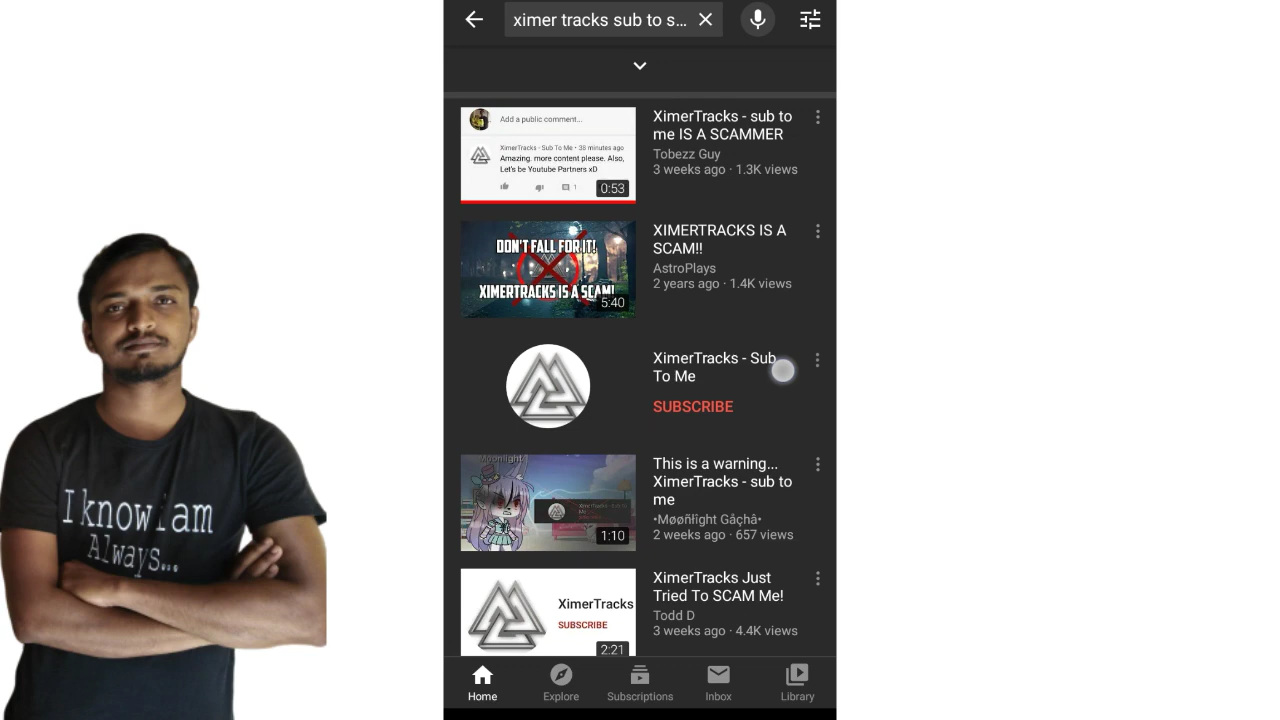 ximer tracks sub to s...
Add a public comment...
XimerTracks - Sub To Me • 38 minutes ago
Amazing. more content please. Also,
Let's be Youtube Partners xD
1
0:53
XimerTracks - sub to
me IS A SCAMMER
Tobezz Guy
3 weeks ago · 1.3K views
DON'T FALL FOR IT!
XIMERTRACKS IS A SCAM!
5:40
XIMERTRACKS IS A
SCAM!!
AstroPlays
2 years ago · 1.4K views
XimerTracks - Sub
To Me
SUBSCRIBE
Moonlight
1:10
This is a warning...
XimerTracks - sub to
me
•Møøñłîght Gåçhâ•
2 weeks ago · 657 views
XimerTracks
SUBSCRIBE
2:21
XimerTracks Just
Tried To SCAM Me!
Todd D
3 weeks ago · 4.4K views
Home
Explore
Subscriptions
Inbox
Library
I know I am
Always...